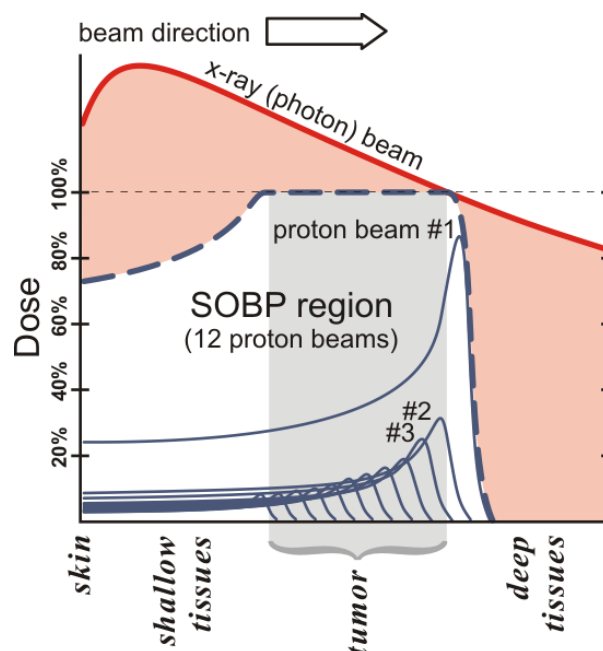 beam direction
x-ray (photon) beam
100%
80%
60%
40%
20%
Dose
proton beam #1
SOBP region
(12 proton beams)
#2
#3
skin
shallow
tissues
tumor
deep
tissues